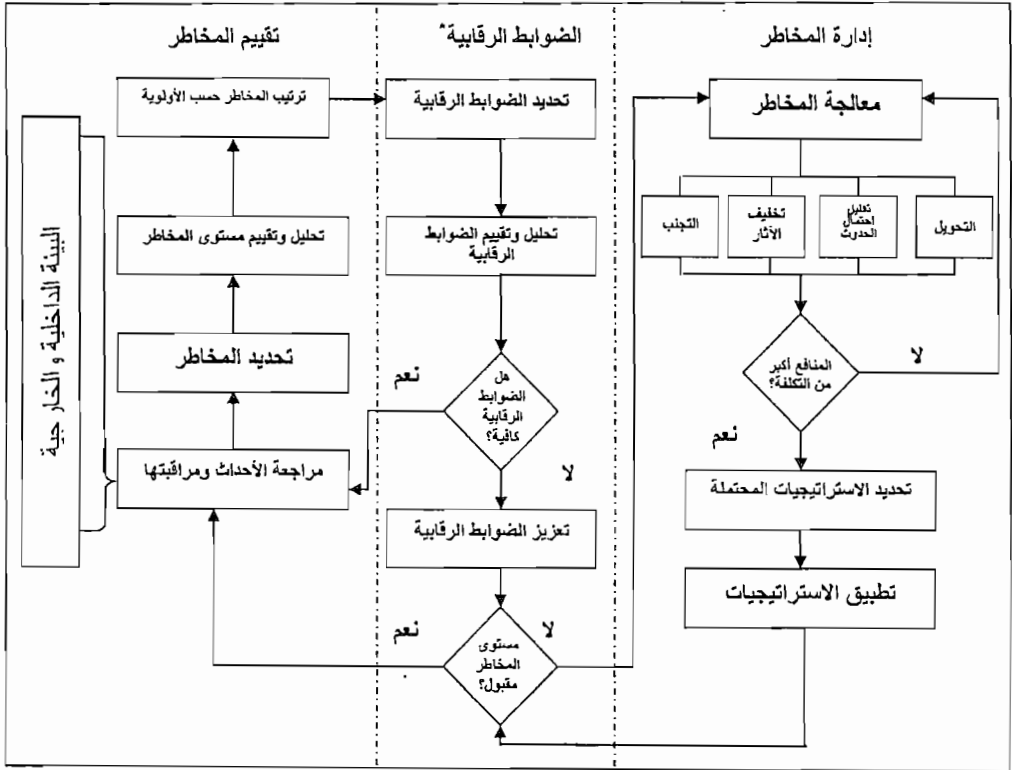 إدارة المخاطر
معالجة المخاطر
التحويل
تقليل
إحتمال
الحدوث
تخفيف
الآثار
التجنب
المنافع أكبر
من التكلفة؟
لا
نعم
تحديد الاستراتيجيات المحتملة
تطبيق الاستراتيجيات
الضوابط الرقابية*
تحديد الضوابط الرقابية
تحليل وتقييم الضوابط
الرقابية
هل
الضوابط
الرقابية
كافية؟
نعم
لا
تعزيز الضوابط الرقابية
مستوى
المخاطر
مقبول؟
لا
نعم
تقييم المخاطر
ترتيب المخاطر حسب الأولوية
تحليل وتقييم مستوى المخاطر
تحديد المخاطر
مراجعة الأحداث ومراقبتها
البيئة الداخلية والخارجية